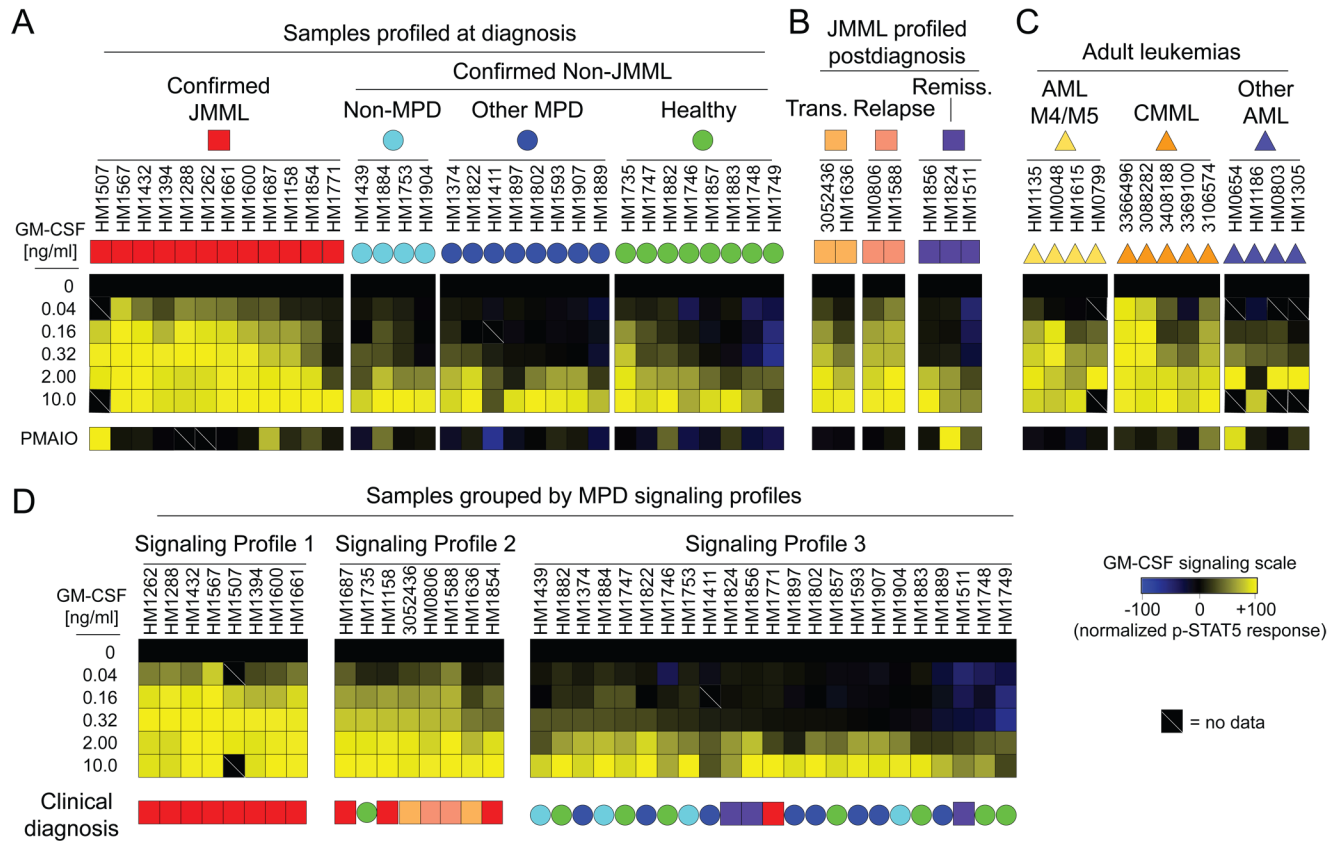 A
Samples profiled at diagnosis
Confirmed
JMML
Confirmed Non-JMML
Non-MPD
Other MPD
Healthy
HM1507
HM1567
HM1432
HM1394
HM1288
HM1262
HM1661
HM1600
HM1687
HM1158
HM1854
HM1771
HM1439
HM1884
HM1753
HM1904
HM1374
HM1822
HM1411
HM1897
HM1802
HM1593
HM1907
HM1889
HM1735
HM1747
HM1882
HM1746
HM1857
HM1883
HM1748
HM1749
GM-CSF
[ng/ml]
0
0.04
0.16
0.32
2.00
10.0
PMAIO
B
JMML profiled
postdiagnosis
Remiss.
Trans. Relapse
3052436
HM1636
HM0806
HM1588
HM1856
HM1824
HM1511
C
Adult leukemias
AML
M4/M5
CMML
Other
AML
HM1135
HM0048
HM1615
HM0799
3366496
3088282
3408188
3369100
3106574
HM0654
HM1186
HM0803
HM1305
D
Samples grouped by MPD signaling profiles
Signaling Profile 1
Signaling Profile 2
Signaling Profile 3
HM1262
HM1288
HM1432
HM1567
HM1507
HM1394
HM1600
HM1661
HM1687
HM1735
HM1158
3052436
HM0806
HM1588
HM1636
HM1854
HM1439
HM1882
HM1374
HM1884
HM1747
HM1822
HM1746
HM1753
HM1411
HM1824
HM1856
HM1771
HM1897
HM1802
HM1857
HM1593
HM1907
HM1904
HM1883
HM1889
HM1511
HM1748
HM1749
GM-CSF
[ng/ml]
0
0.04
0.16
0.32
2.00
10.0
Clinical
diagnosis
GM-CSF signaling scale
-100 0 +100
(normalized p-STAT5 response)
= no data